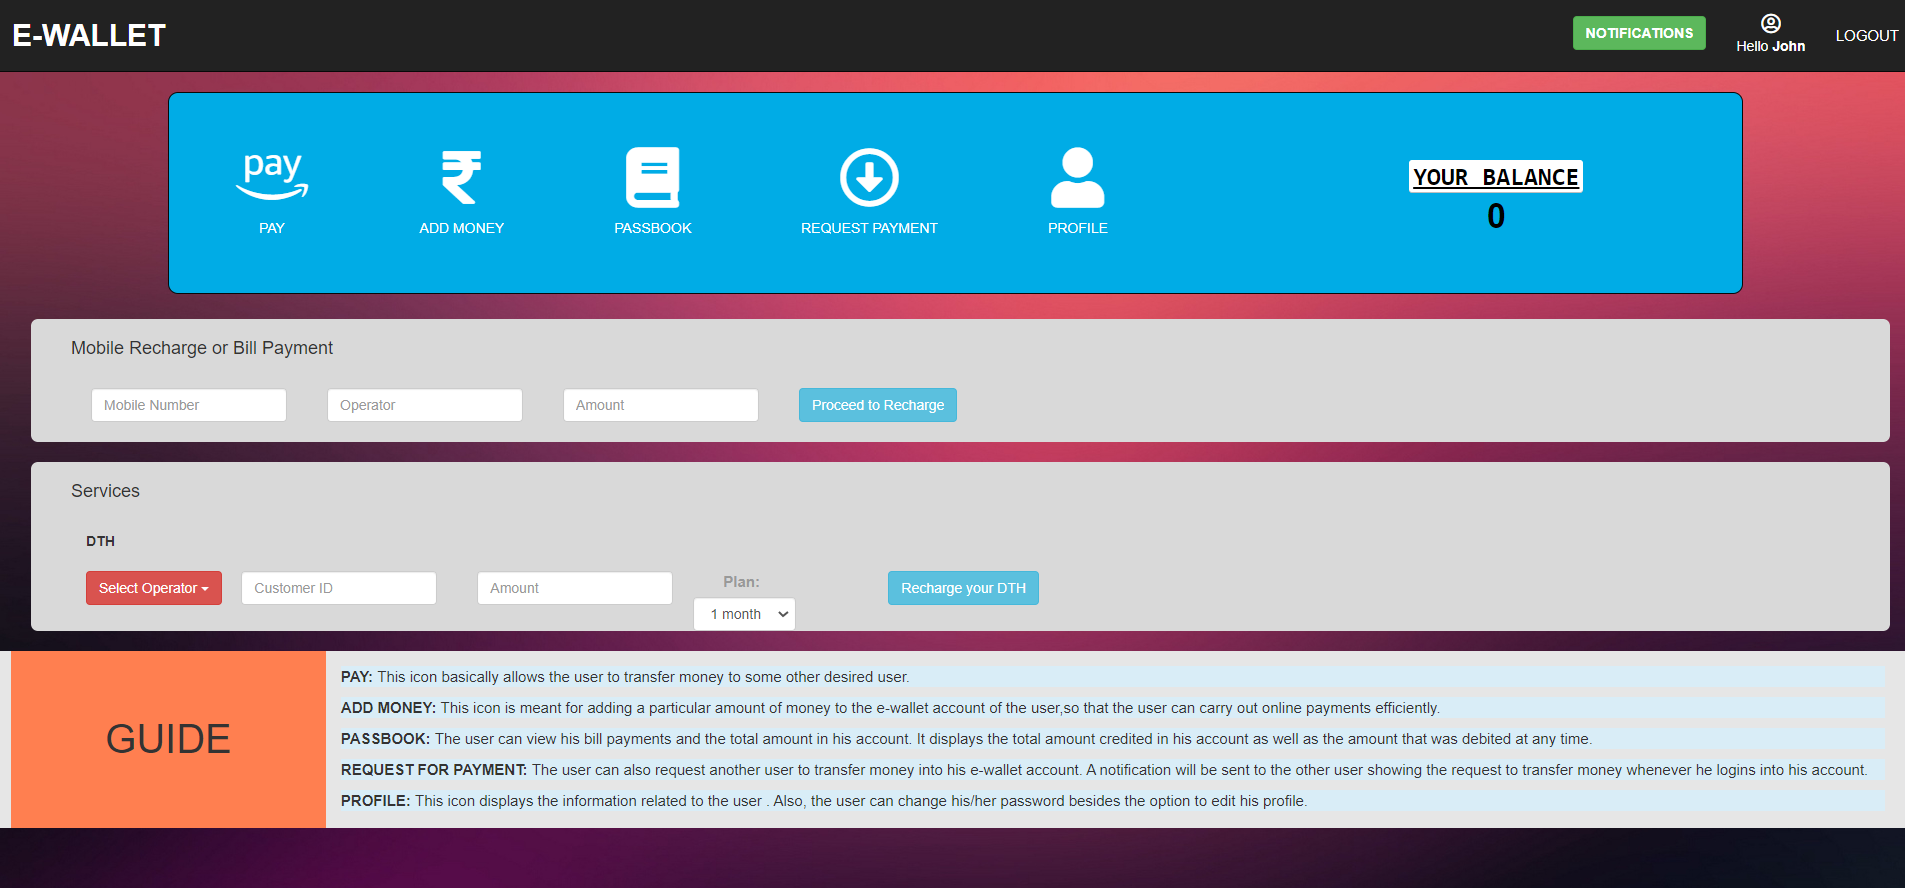 E-WALLET
NOTIFICATIONS
Hello John
LOGOUT
pay
PAY
ADD MONEY
PASSBOOK
REQUEST PAYMENT
PROFILE
YOUR BALANCE
0
Mobile Recharge or Bill Payment
Mobile Number
Operator
Amount
Proceed to Recharge
Services
DTH
Select Operator
Customer ID
Amount
Plan:
1 month
Recharge your DTH
GUIDE
PAY: This icon basically allows the user to transfer money to some other desired user.
ADD MONEY: This icon is meant for adding a particular amount of money to the e-wallet account of the user,so that the user can carry out online payments efficiently.
PASSBOOK: The user can view his bill payments and the total amount in his account. It displays the total amount credited in his account as well as the amount that was debited at any time.
REQUEST FOR PAYMENT: The user can also request another user to transfer money into his e-wallet account. A notification will be sent to the other user showing the request to transfer money whenever he logins into his account.
PROFILE: This icon displays the information related to the user . Also, the user can change his/her password besides the option to edit his profile.